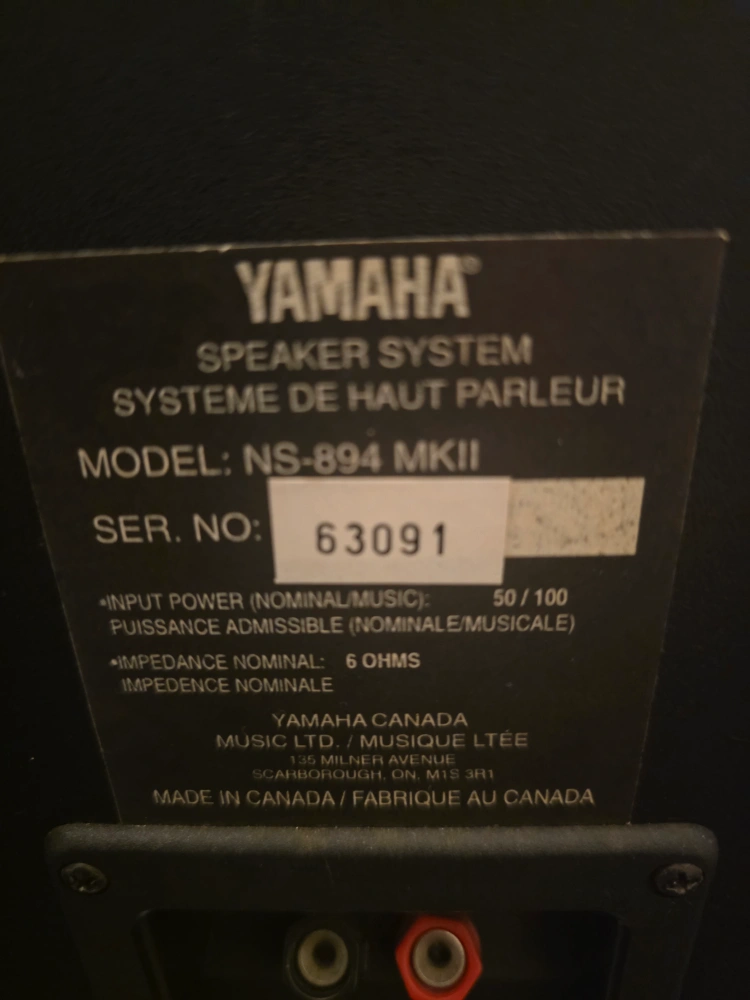 YAMAHA®
SPEAKER SYSTEM
SYSTEME DE HAUT PARLEUR
MODEL: NS-894 MKII
SER. NO: 63091
•INPUT POWER (NOMINAL/MUSIC): 50 / 100
PUISSANCE ADMISSIBLE (NOMINALE/MUSICALE)
•IMPEDANCE NOMINAL: 6 OHMS
IMPEDENCE NOMINALE
YAMAHA CANADA
MUSIC LTD. / MUSIQUE LTÉE
135 MILNER AVENUE
SCARBOROUGH, ON, M1S 3R1
MADE IN CANADA / FABRIQUE AU CANADA